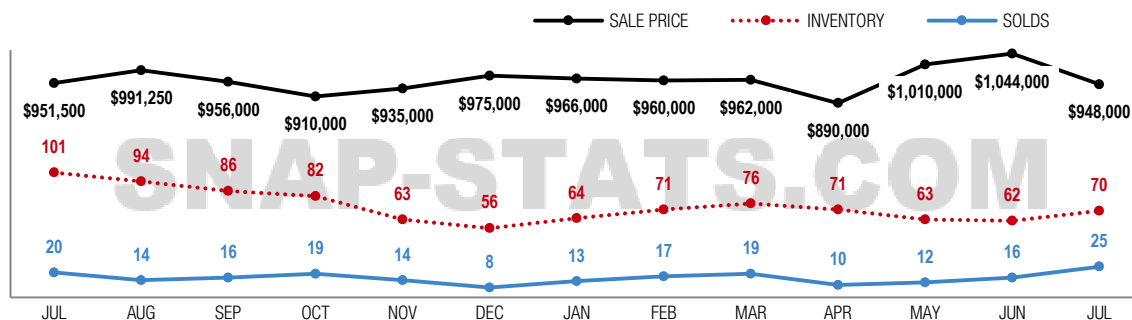 SALE PRICE INVENTORY SOLDS
$951,500 $991,250 $956,000 $910,000 $935,000 $975,000 $966,000 $960,000 $962,000 $890,000 $1,010,000 $1,044,000 $948,000
SNAP-STATS.COM
101 94 86 82 63 56 64 71 76 71 63 62 70
20 14 16 19 14 8 13 17 19 10 12 16 25
JUL AUG SEP OCT NOV DEC JAN FEB MAR APR MAY JUN JUL